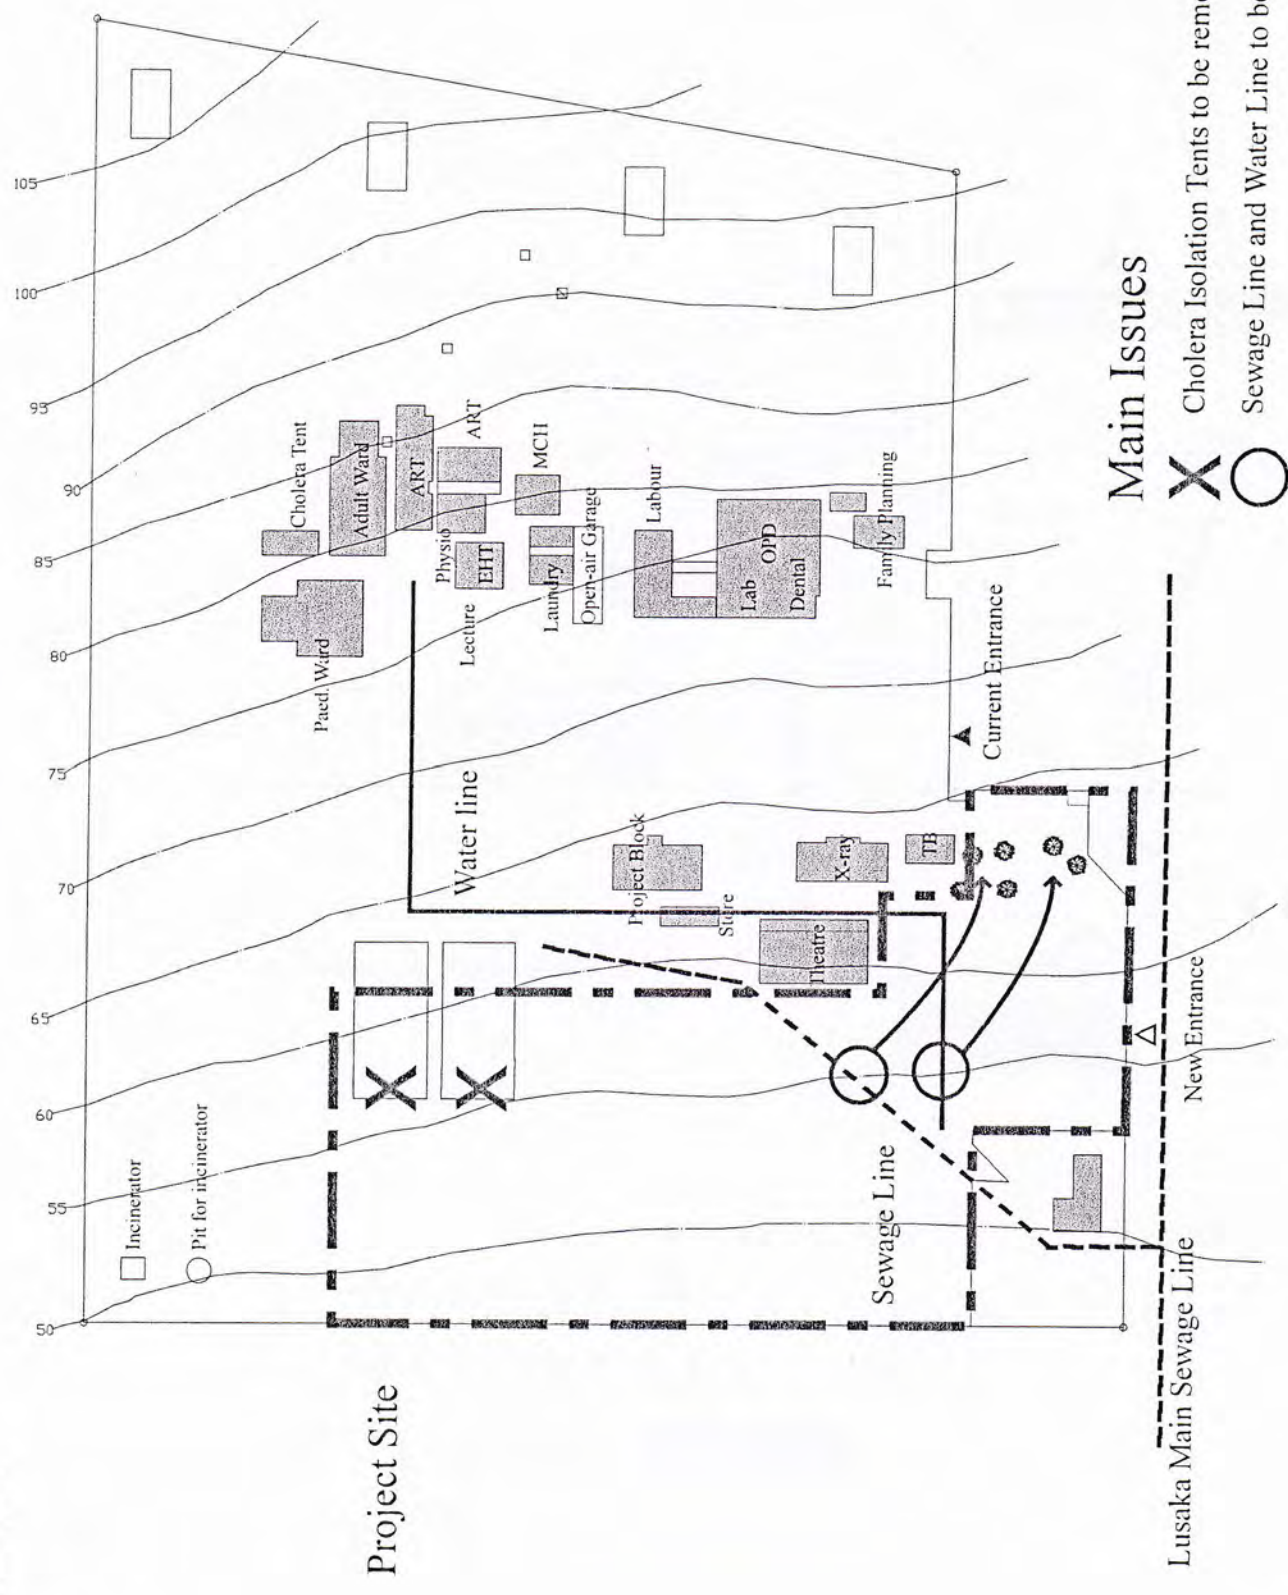 105
100
95
90
85
80
75
70
65
60
55
50
Incinerator
Pit for incinerator
Project Site
Cholera Tent
Adult Ward
ART
ART
Paed. Ward
Physio
EHT
MCH
Lecture
Laundry
Open-air Garage
Labour
Lab
OPD
Dental
Family Planning
Water line
Project Block
Store
X-ray
TB
Theatre
Current Entrance
New Entrance
Sewage Line
Lusaka Main Sewage Line
Main Issues
Cholera Isolation Tents to be
Sewage Line and Water Line to